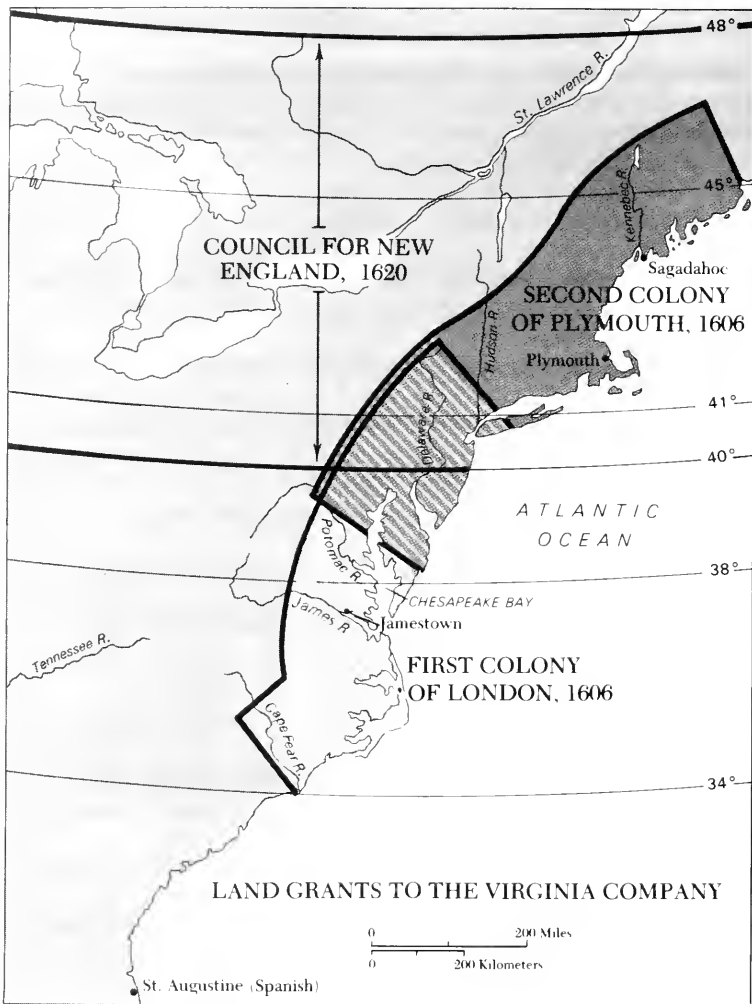 48°
St. Lawrence R.
45°
Kennebec R.
COUNCIL FOR NEW
ENGLAND, 1620
Sagadahoc
SECOND COLONY
OF PLYMOUTH, 1606
Hudson R.
Plymouth
Delaware R.
41°
40°
ATLANTIC
OCEAN
Potomac R.
38°
CHESAPEAKE BAY
James R.
Jamestown
Tennessee R.
FIRST COLONY
OF LONDON, 1606
Cape Fear R.
34°
LAND GRANTS TO THE VIRGINIA COMPANY
0 200 Miles
0 200 Kilometers
St. Augustine (Spanish)